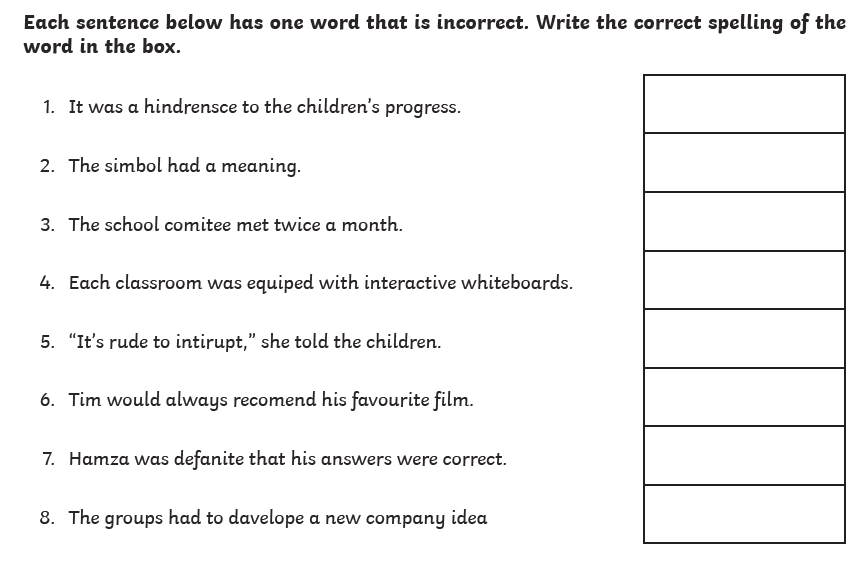 Each sentence below has one word that is incorrect. Write the correct spelling of the
word in the box.
1. It was a hindrensce to the children’s progress.
2. The simbol had a meaning.
3. The school comitee met twice a month.
4. Each classroom was equiped with interactive whiteboards.
5. “It’s rude to intirupt,” she told the children.
6. Tim would always recomend his favourite film.
7. Hamza was defanite that his answers were correct.
8. The groups had to davelope a new company idea